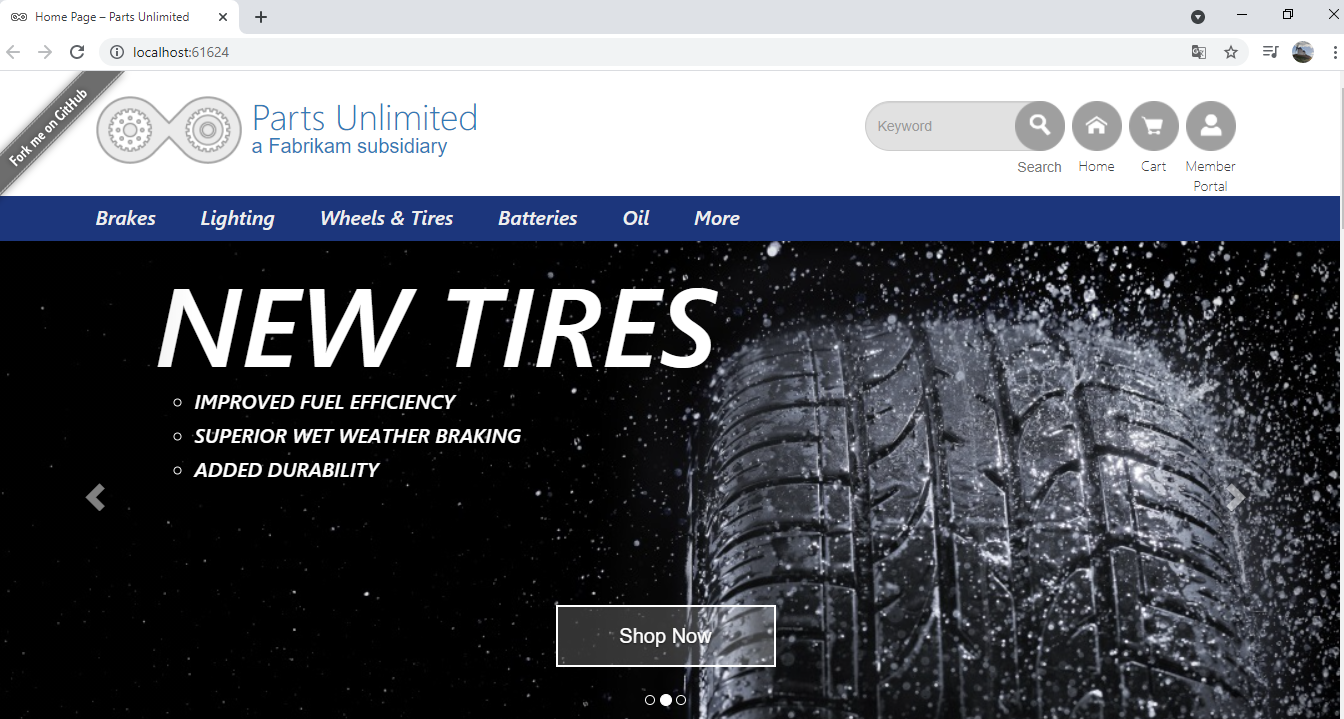 Home Page – Parts Unlimited
localhost:61624
Fork me on GitHub
Parts Unlimited
a Fabrikam subsidiary
Keyword
Search
Home
Cart
Member
Portal
Brakes Lighting Wheels & Tires Batteries Oil More
NEW TIRES
IMPROVED FUEL EFFICIENCY
SUPERIOR WET WEATHER BRAKING
ADDED DURABILITY
Shop Now